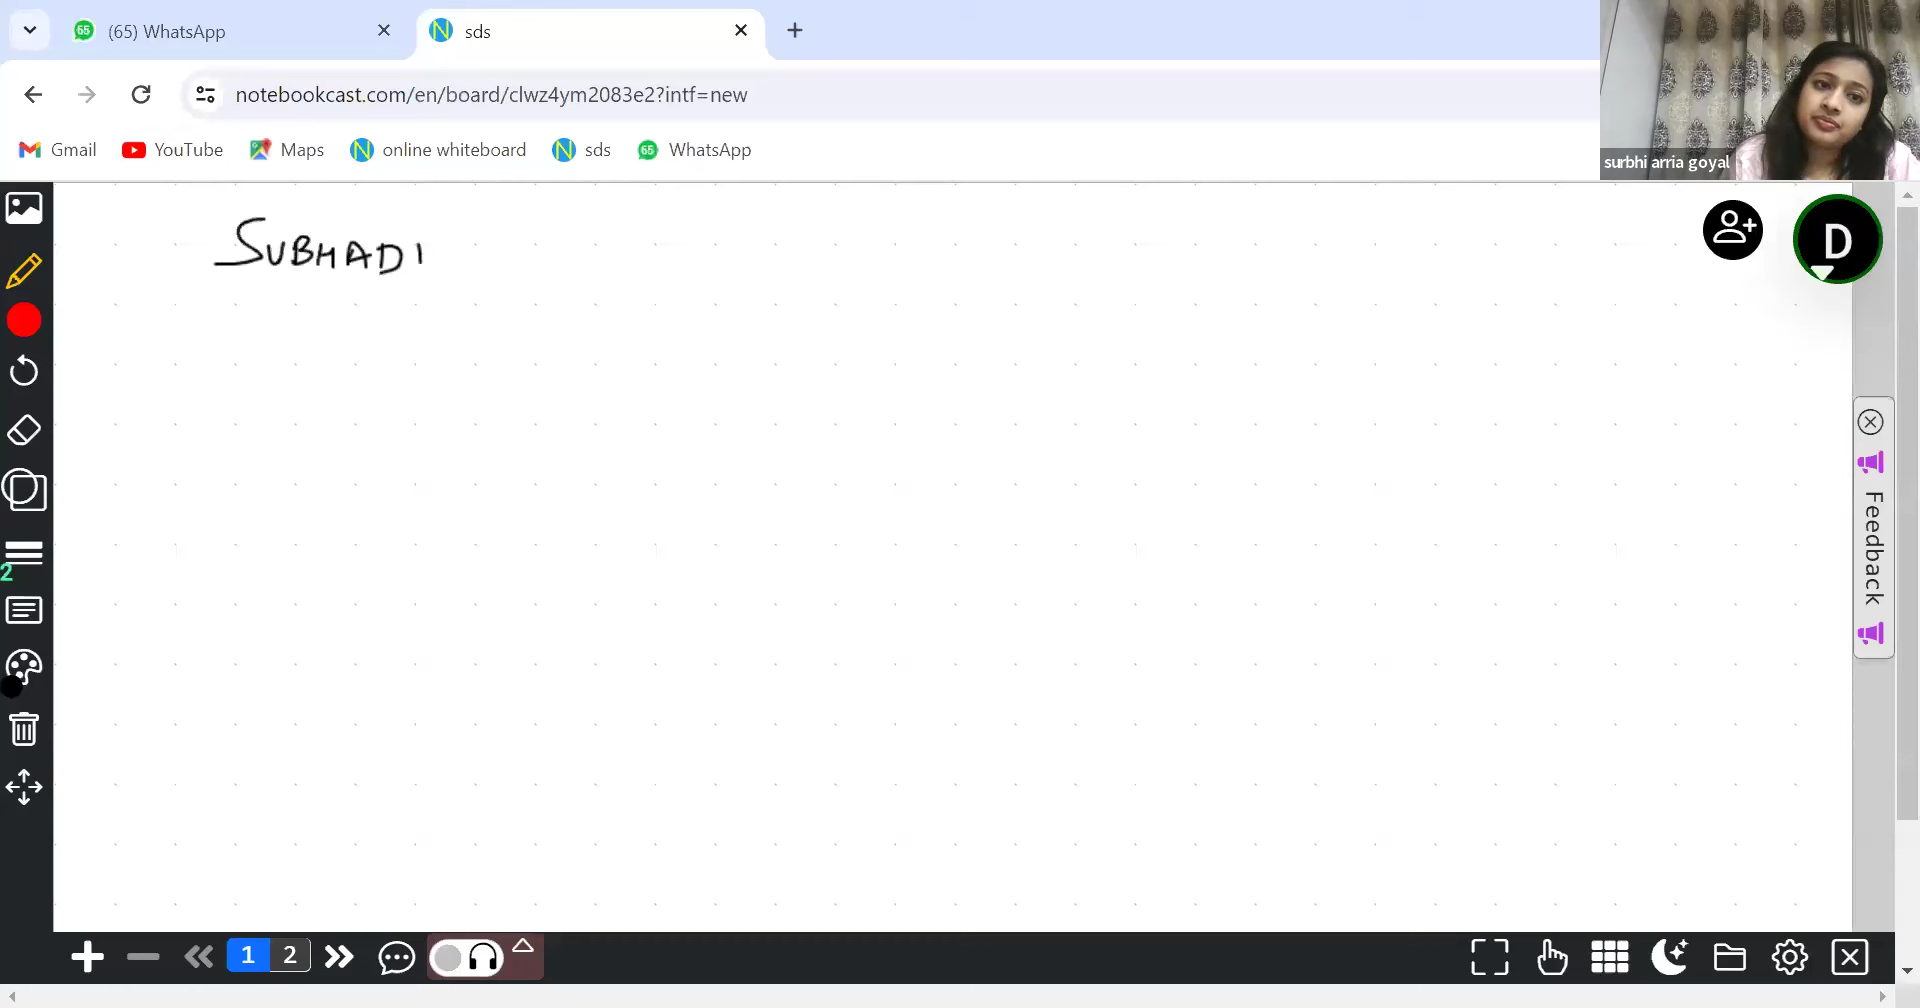 (65) WhatsApp
sds
notebookcast.com/en/board/clwz4ym2083e2?intf=new
Gmail YouTube Maps online whiteboard sds 65 WhatsApp
surbhi arria goyal
SUBHADI
D
Feedback
2
1 2